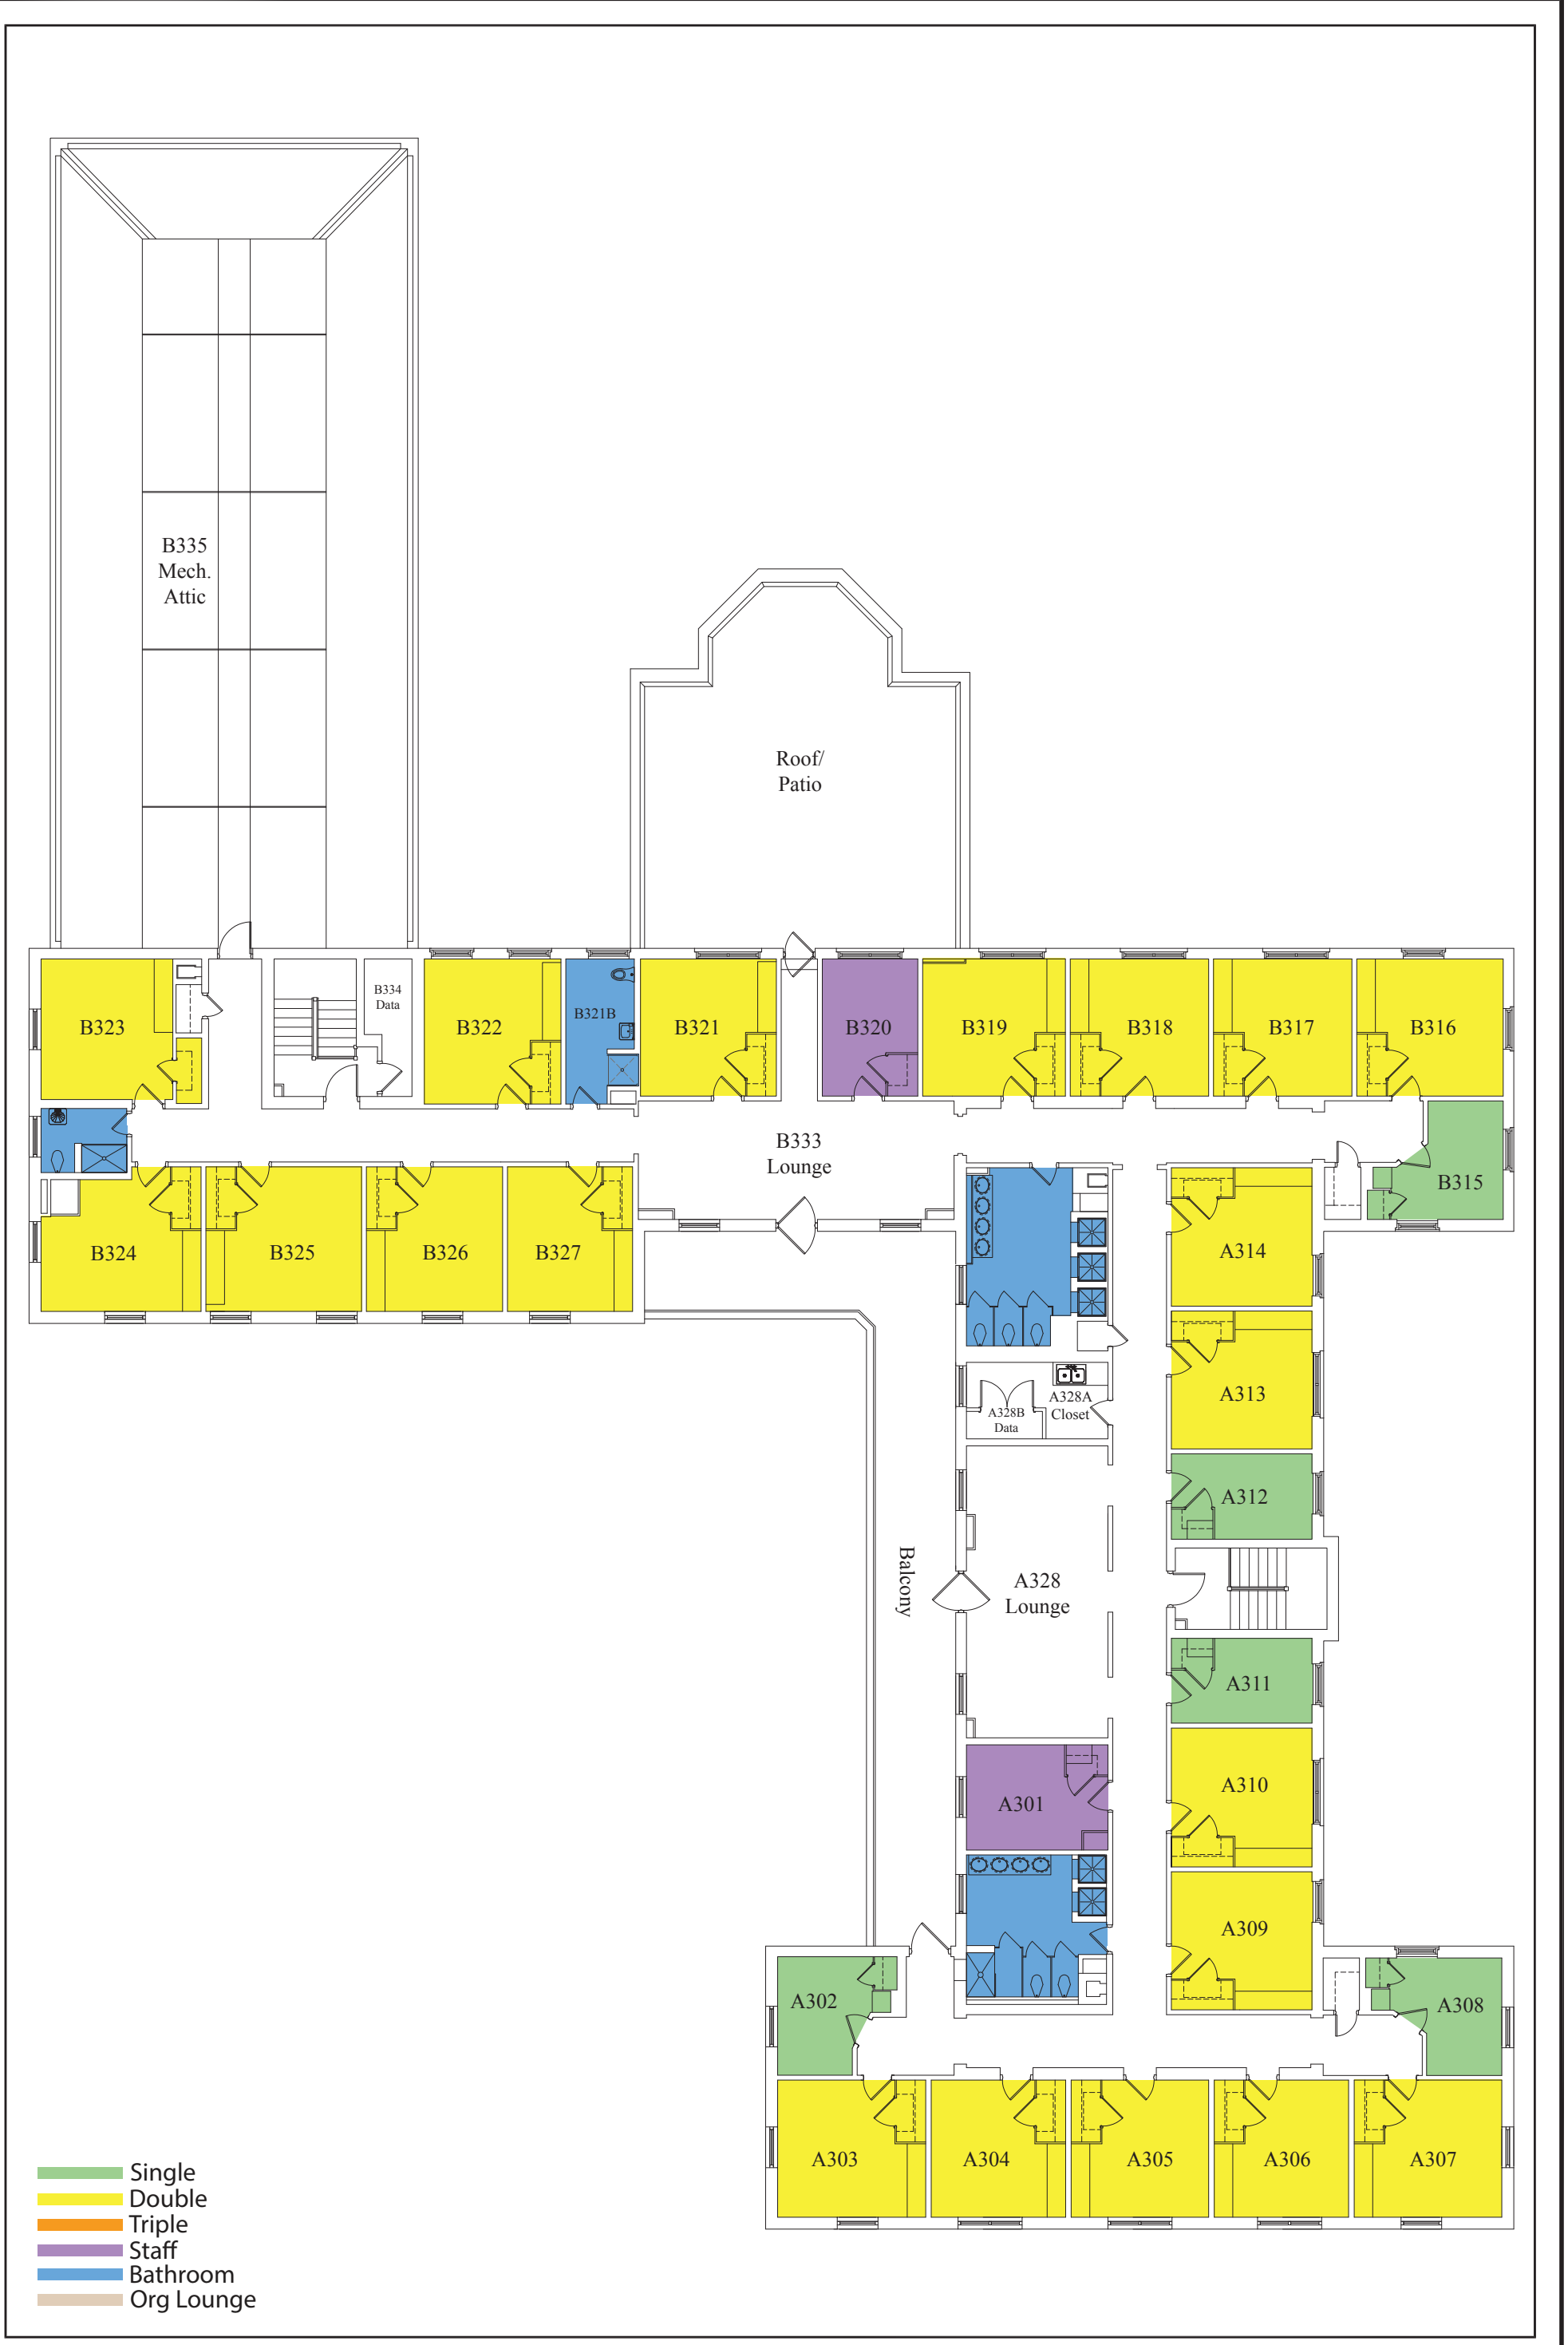 B335
Mech.
Attic
Roof/
Patio
B323
B334
Data
B322
B321B
B321
B320
B319
B318
B317
B316
B333
Lounge
B315
B324
B325
B326
B327
A314
A313
A328A
Closet
A328B
Data
A312
Balcony
A328
Lounge
A311
A301
A310
A309
A302
A308
A303
A304
A305
A306
A307
Single
Double
Triple
Staff
Bathroom
Org Lounge